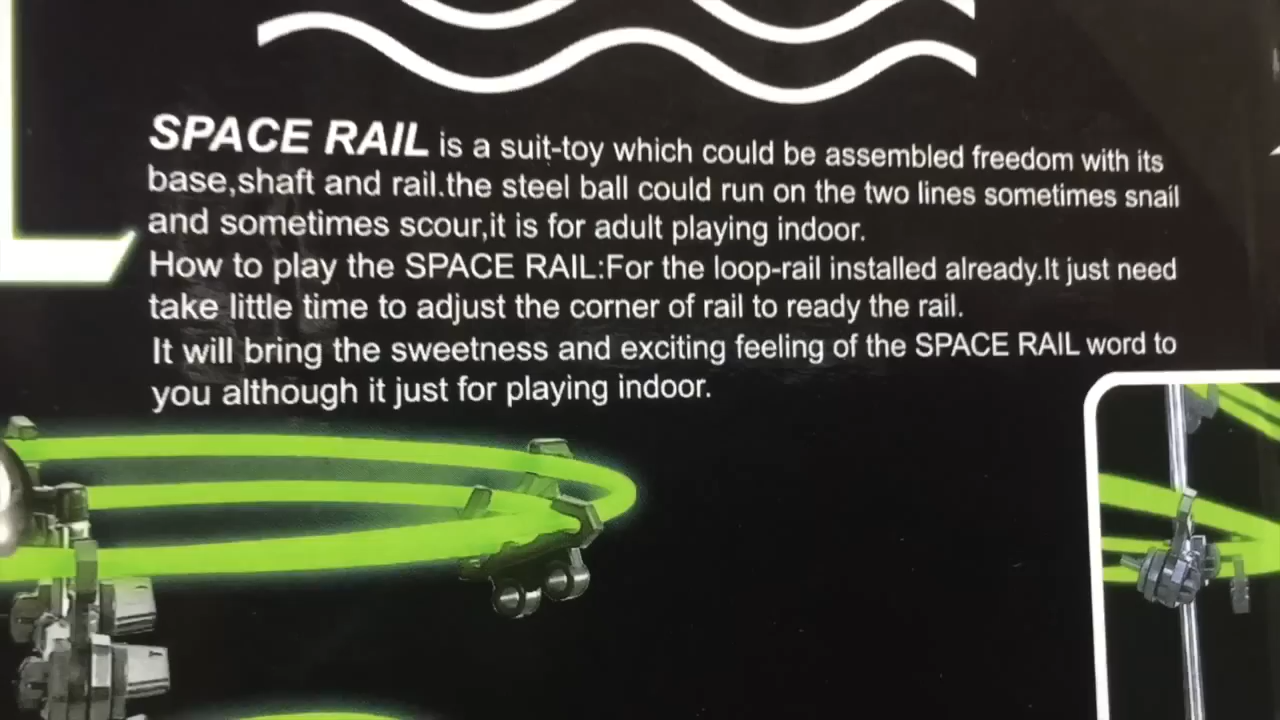 SPACE RAIL is a suit-toy which could be assembled freedom with its
base,shaft and rail.the steel ball could run on the two lines sometimes snail
and sometimes scour,it is for adult playing indoor.
How to play the SPACE RAIL:For the loop-rail installed already.It just need
take little time to adjust the corner of rail to ready the rail.
It will bring the sweetness and exciting feeling of the SPACE RAIL word to
you although it just for playing indoor.